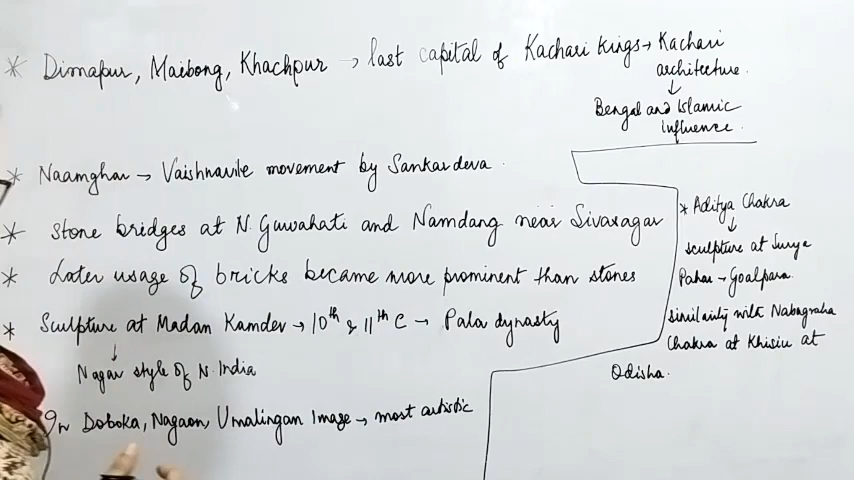 * Dimapur, Maibong, Khachpur → last capital of Kachari Kings → Kachari
architecture.
↓
Bengal and Islamic
influence.
* Naamghar → Vaishnavite movement by Sankardeva.
* Stone bridges at N. Guwahati and Namdang near Sivasagar
* Later usage of bricks became more prominent than stones
* Sculpture at Madan Kamdev → 10th & 11th C → Pala dynasty
↓
Nagar style of N. India
In Doboka, Nagaon, Umalingan Image → most artistic
* Aditya Chakra
↓
sculpture at Surya
Pahar → Goalpara.
similarity with Nabagraha
Chakra at Khisiu at
Odisha.